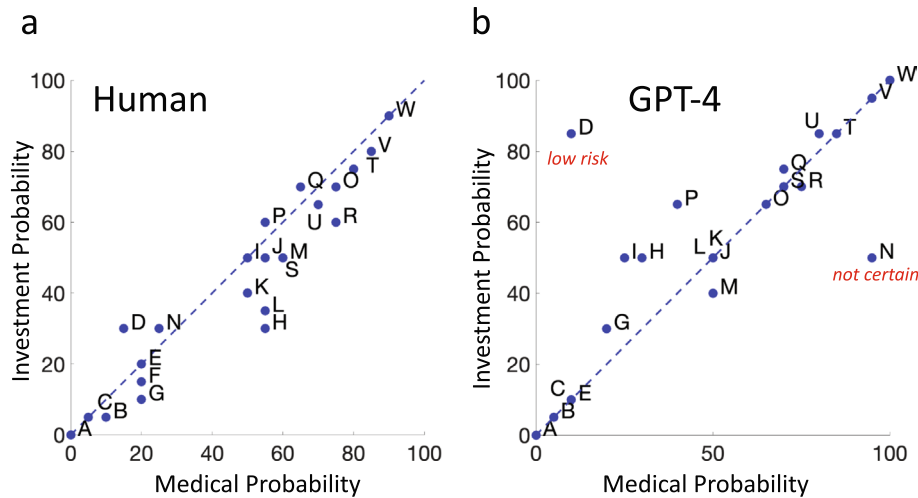 a
Human
Investment Probability
100
80
60
40
20
0
W
V
T
Q
O
U
R
P
I
J
M
S
K
L
H
D
N
E
F
G
C
B
A
0
20
40
60
80
100
Medical Probability
b
GPT-4
Investment Probability
100
80
60
40
20
0
W
V
U
T
D
low risk
Q
S
R
O
P
I
H
L
K
J
N
not certain
M
G
C
E
B
A
0
50
100
Medical Probability